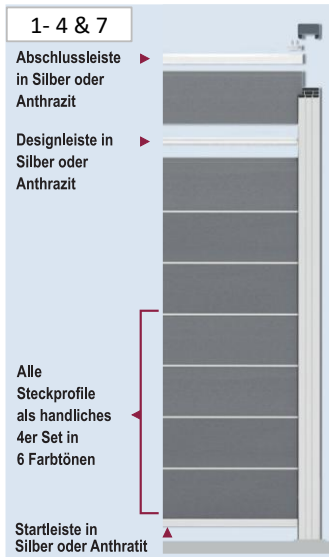 1- 4 & 7
Abschlussleiste
in Silber oder
Anthrazit
Designleiste in
Silber oder
Anthrazit
Alle
Steckprofile
als handliches
4er Set in
6 Farbtönen
Startleiste in
Silber oder Anthratit